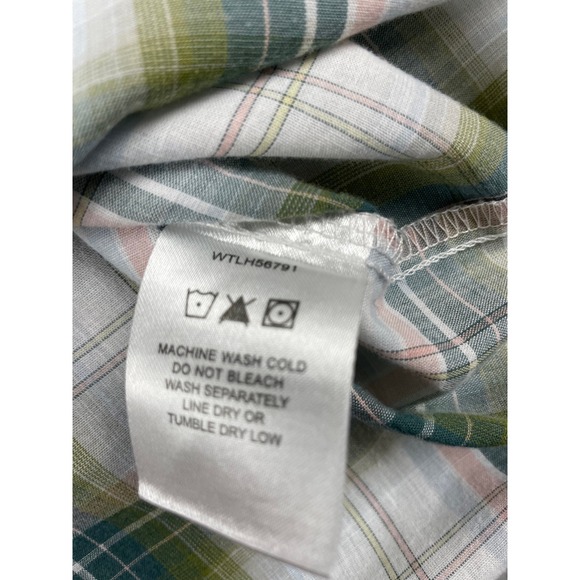 WTLH56791
MACHINE WASH COLD
DO NOT BLEACH
WASH SEPARATELY
LINE DRY OR
TUMBLE DRY LOW